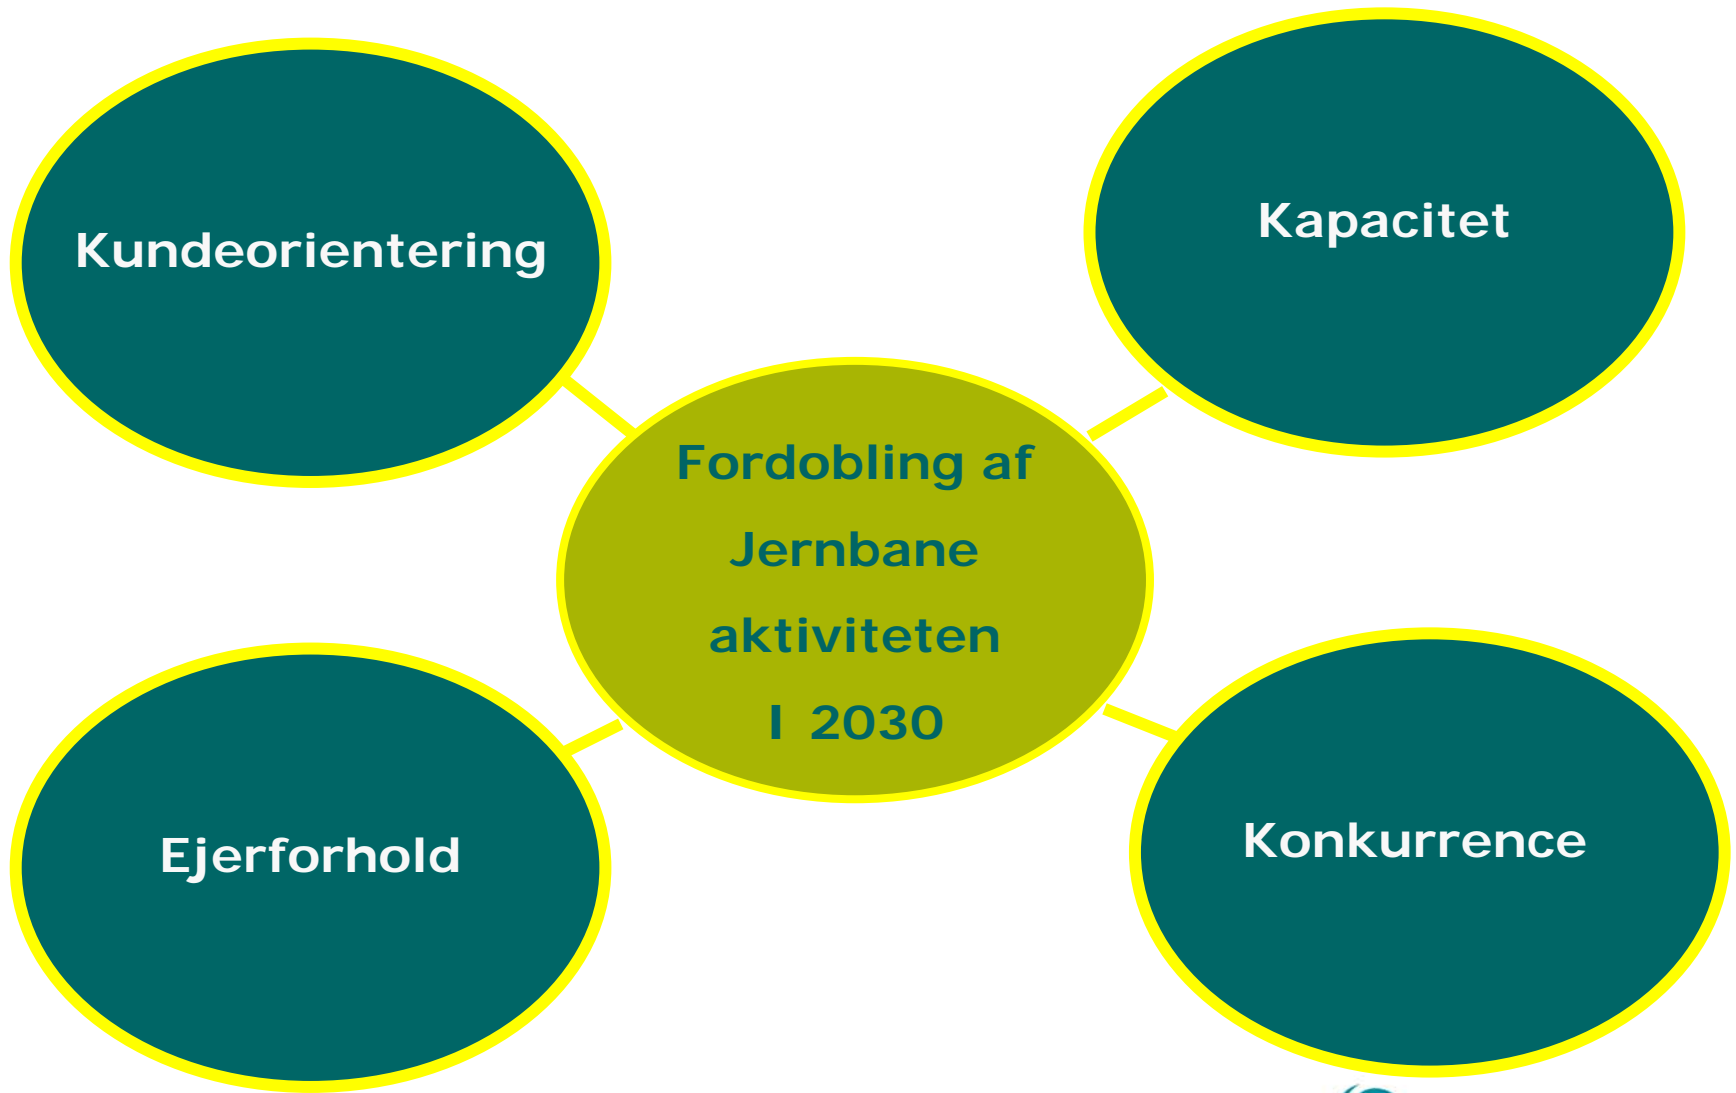 Kundeorientering
Kapacitet
Fordobling af
Jernbane
aktiviteten
I 2030
Ejerforhold
Konkurrence